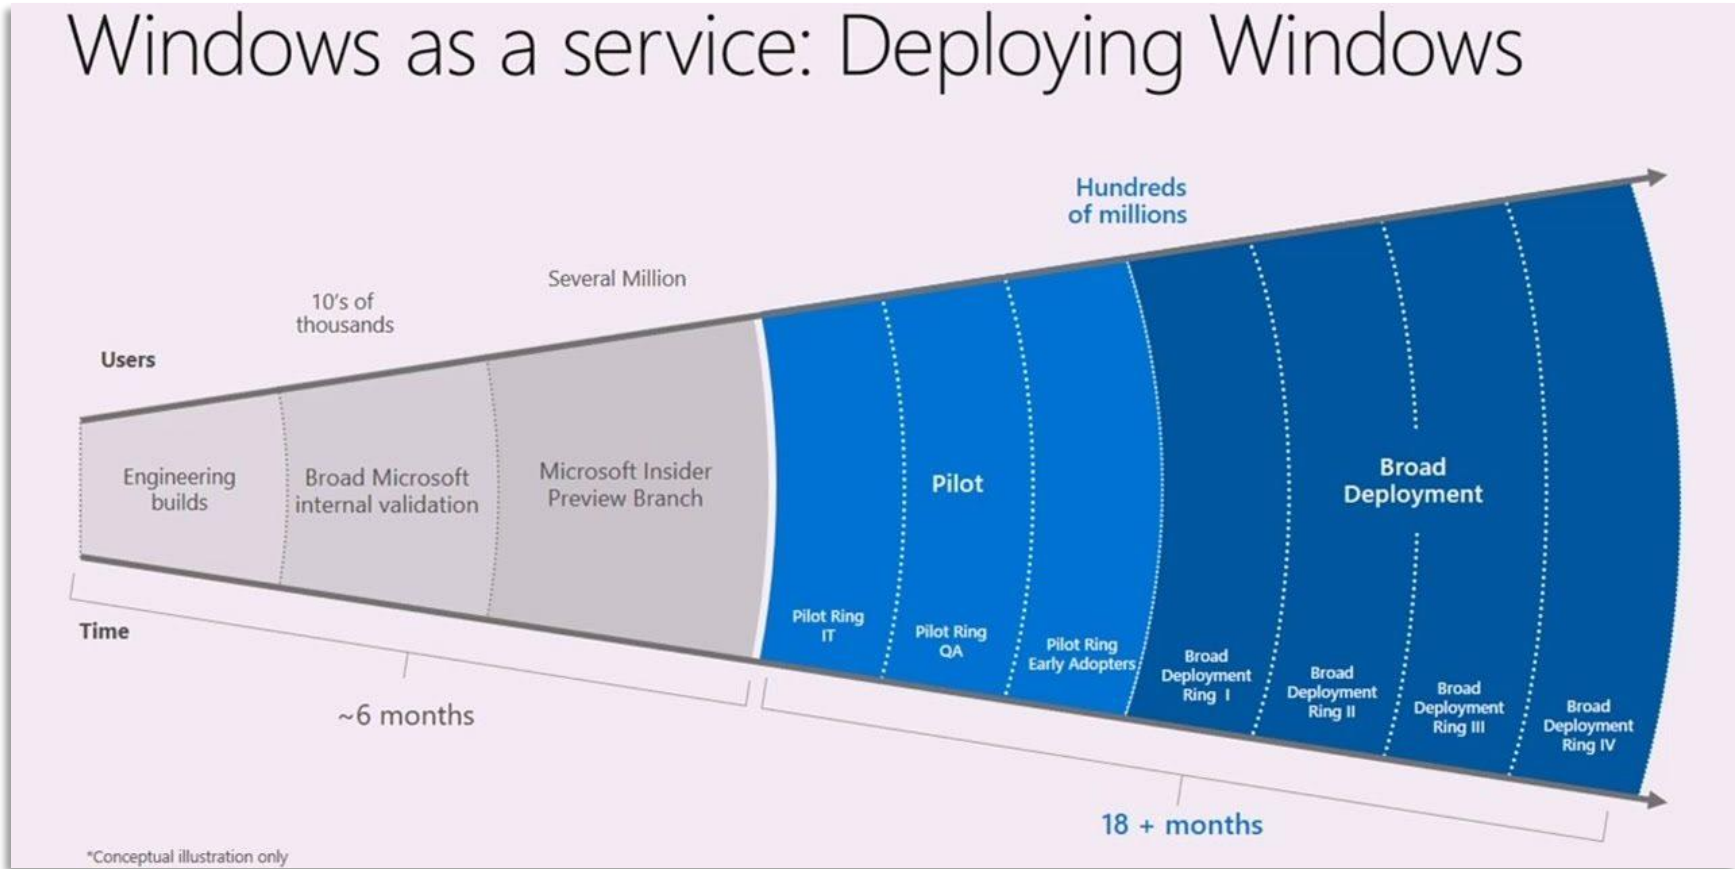 Windows as a service: Deploying Windows
Hundreds
of millions
Several Million
10's of
thousands
Users
Engineering
builds
Broad Microsoft
internal validation
Microsoft Insider
Preview Branch
Pilot
Broad
Deployment
Pilot Ring
IT
Pilot Ring
QA
Pilot Ring
Early Adopters
Broad
Deployment
Ring I
Broad
Deployment
Ring II
Broad
Deployment
Ring III
Broad
Deployment
Ring IV
Time
~6 months
18 + months
*Conceptual illustration only